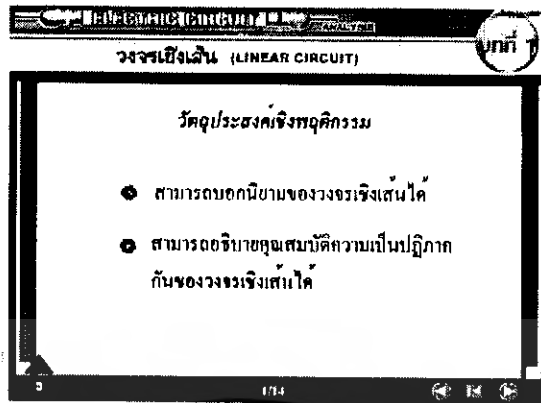 ELECTRIC CIRCUIT
ANALYSIS
บทที่ 1
วงจรเชิงเส้น (LINEAR CIRCUIT)
วัตถุประสงค์เชิงพฤติกรรม
สามารถบอกนิยามของวงจรเชิงเส้นได้
สามารถอธิบายคุณสมบัติความเป็นปฏิภาค
กันของวงจรเชิงเส้นได้
1/14